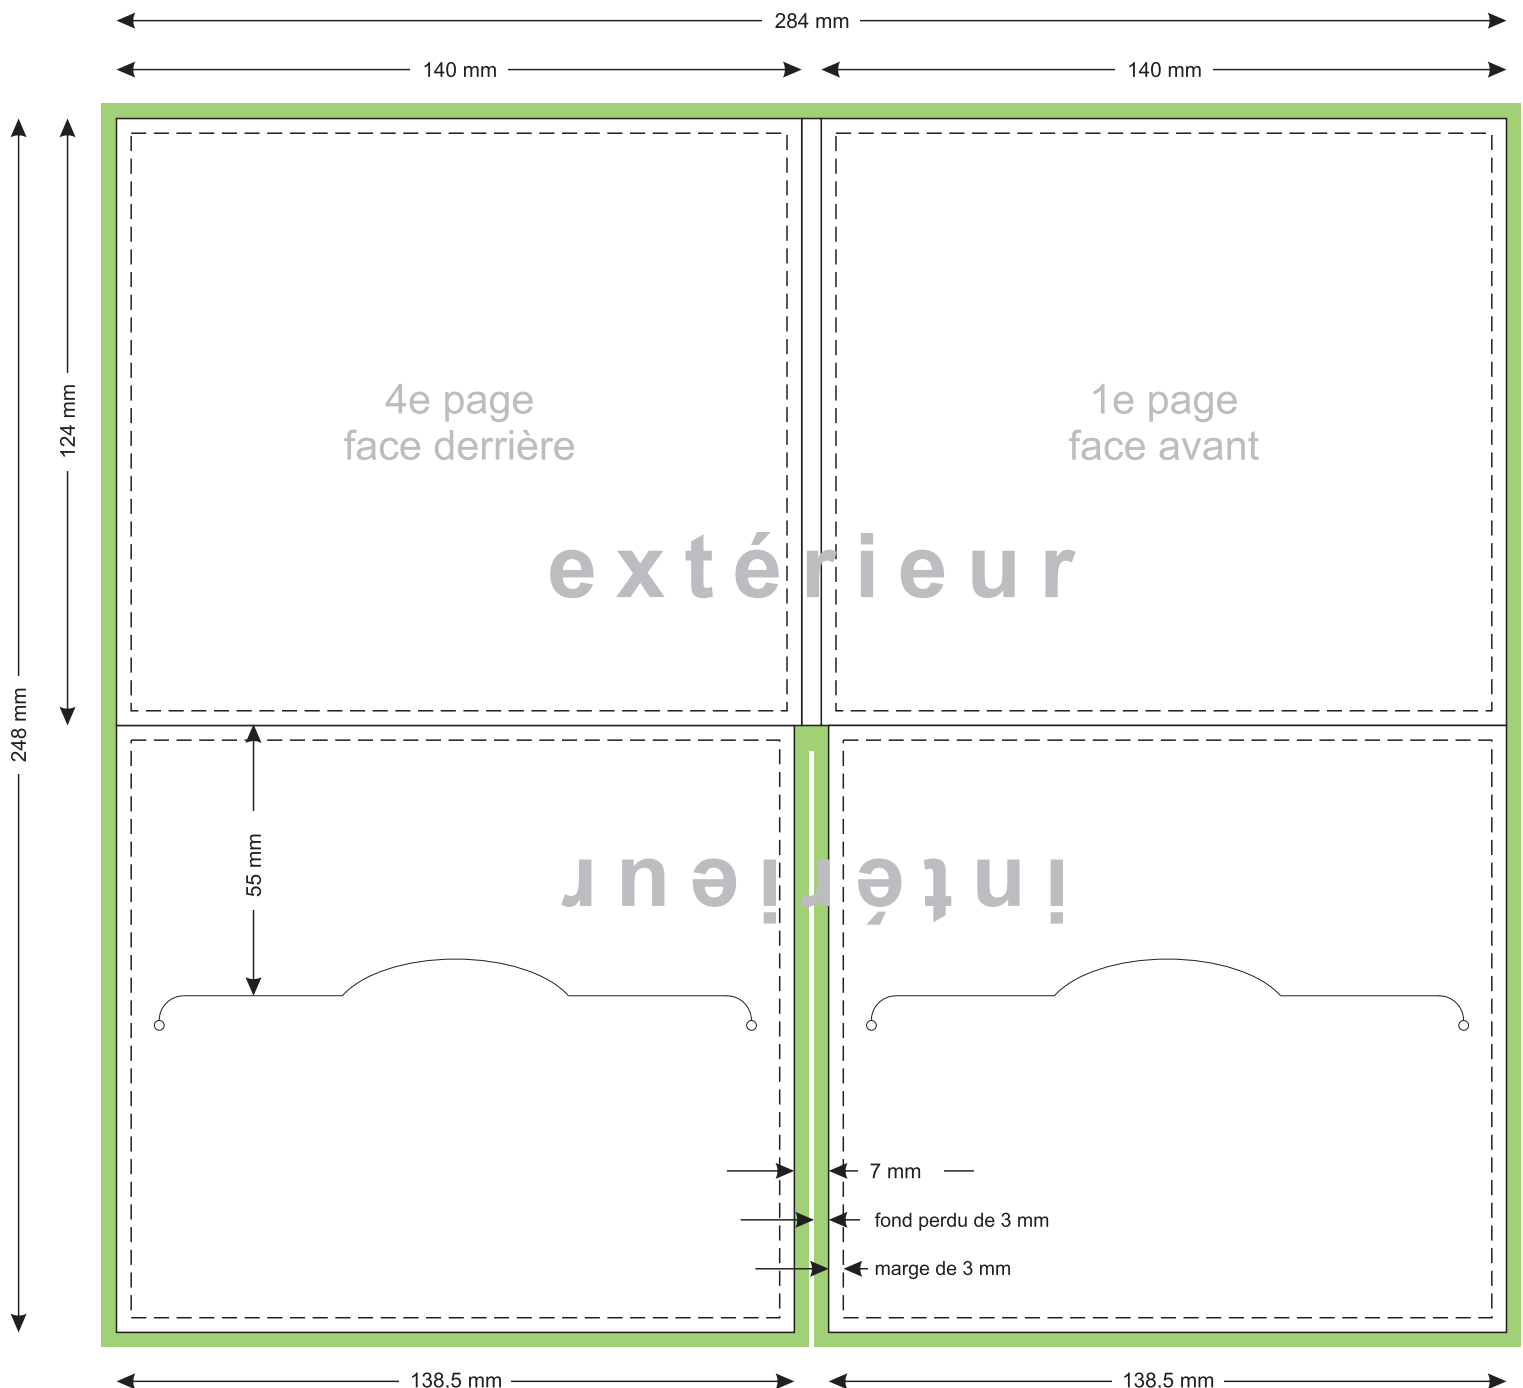 284 mm
140 mm
140 mm
248 mm
124 mm
4e page
face derrière
1e page
face avant
extérieur
55 mm
intérieur
7 mm
fond perdu de 3 mm
marge de 3 mm
138,5 mm
138,5 mm